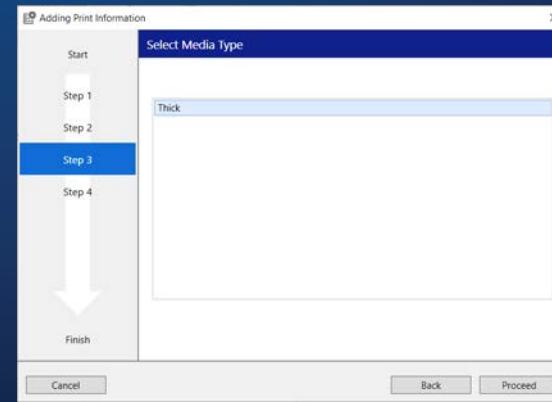 Adding Print Information
Select Media Type
Start
Step 1
Step 2
Step 3
Step 4
Finish
Thick
Cancel
Back
Proceed